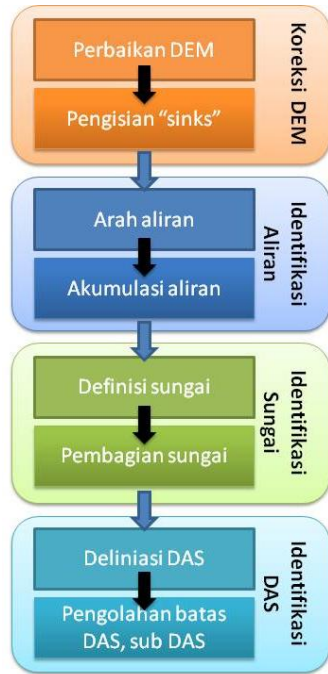 Perbaikan DEM
Pengisian “sinks”
Koreksi DEM
Arah aliran
Akumulasi aliran
Identifikasi
Aliran
Definisi sungai
Pembagian sungai
Identifikasi
Sungai
Deliniasi DAS
Pengolahan batas
DAS, sub DAS
Identifikasi
DAS